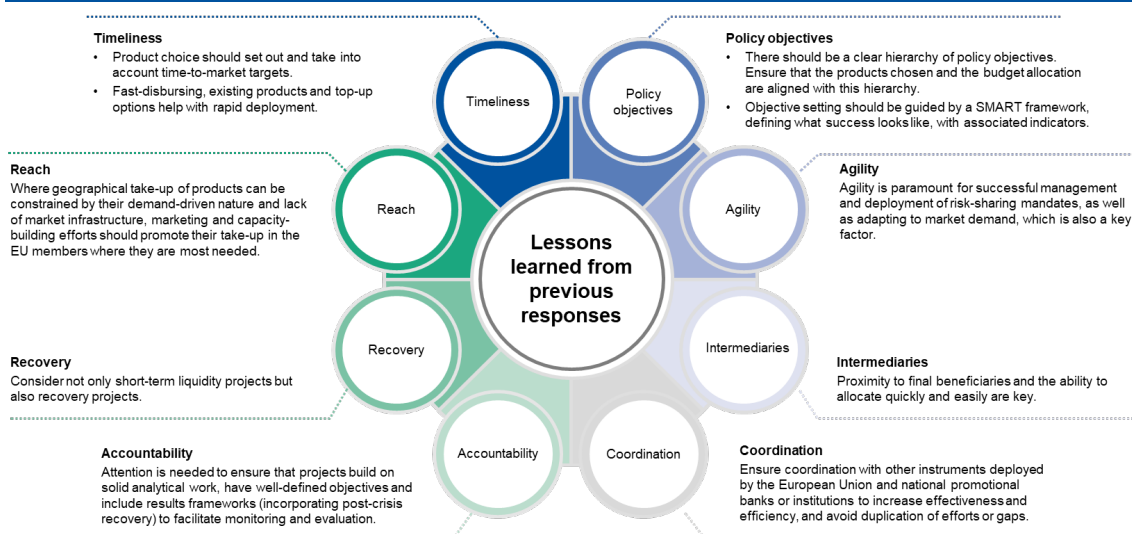 Timeliness
• Product choice should set out and take into
account time-to-market targets.
• Fast-disbursing, existing products and top-up
options help with rapid deployment.
Policy objectives
• There should be a clear hierarchy of policy objectives.
Ensure that the products chosen and the budget allocation
are aligned with this hierarchy.
• Objective setting should be guided by a SMART framework,
defining what success looks like, with associated indicators.
Timeliness
Policy
objectives
Reach
Where geographical take-up of products can be
constrained by their demand-driven nature and lack
of market infrastructure, marketing and capacity-
building efforts should promote their take-up in the
EU members where they are most needed.
Reach
Agility
Agility
Agility is paramount for successful management
and deployment of risk-sharing mandates, as well
as adapting to market demand, which is also a key
factor.
Lessons
learned from
previous
responses
Recovery
Consider not only short-term liquidity projects but
also recovery projects.
Recovery
Intermediaries
Intermediaries
Proximity to final beneficiaries and the ability to
allocate quickly and easily are key.
Accountability
Attention is needed to ensure that projects build on
solid analytical work, have well-defined objectives and
include results frameworks (incorporating post-crisis
recovery) to facilitate monitoring and evaluation.
Accountability
Coordination
Coordination
Ensure coordination with other instruments deployed
by the European Union and national promotional
banks or institutions to increase effectiveness and
efficiency, and avoid duplication of efforts or gaps.